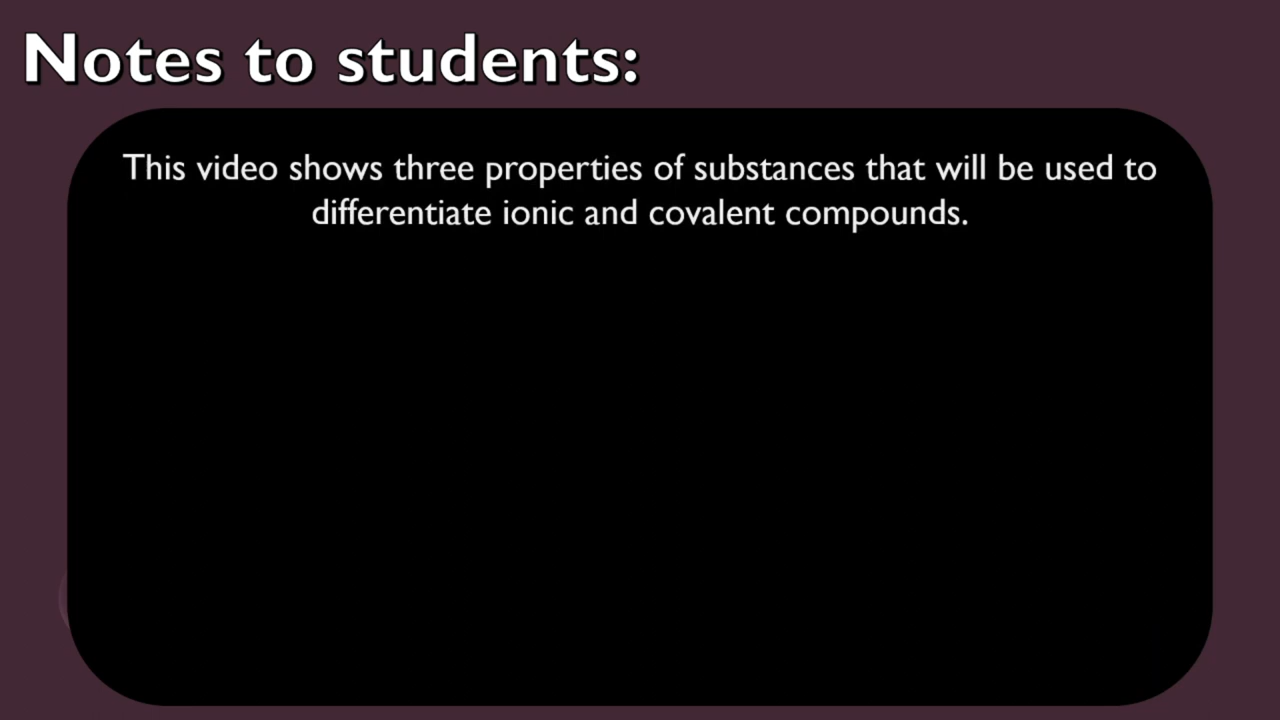 Notes to students:
This video shows three properties of substances that will be used to
differentiate ionic and covalent compounds.